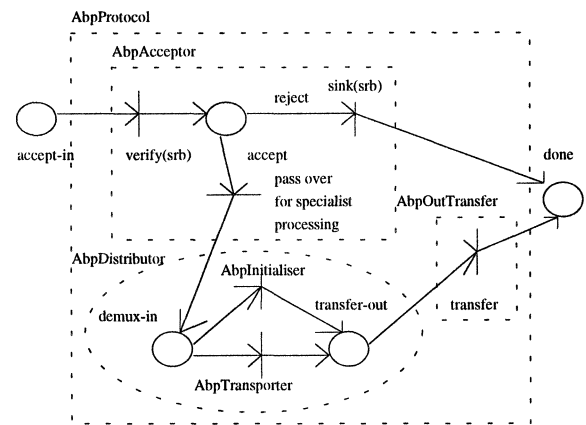 AbpProtocol
AbpAcceptor
reject
sink(srb)
accept-in
verify(srb)
accept
done
pass over
for specialist
processing
AbpOutTransfer
AbpDistributor
AbpInitialiser
demux-in
transfer-out
transfer
AbpTransporter